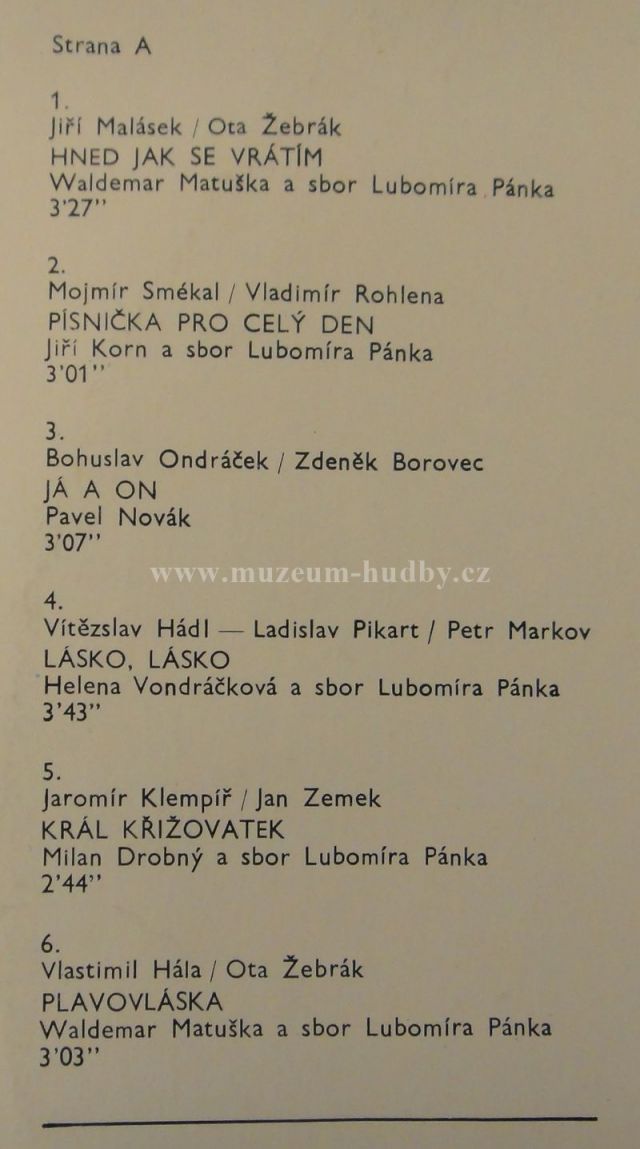 Strana A
1.
Jiří Malásek / Ota Žebrák
HNED JAK SE VRÁTÍM
Waldemar Matuška a sbor Lubomíra Pánka
3'27"
2.
Mojmír Smékal / Vladimír Rohlena
PÍSNIČKA PRO CELÝ DEN
Jiří Korn a sbor Lubomíra Pánka
3'01"
3.
Bohuslav Ondráček / Zdeněk Borovec
JÁ A ON
Pavel Novák
3'07"
www.muzeum-hudby.cz
4.
Vítězslav Hádl — Ladislav Pikart / Petr Markov
LÁSKO, LÁSKO
Helena Vondráčková a sbor Lubomíra Pánka
3'43"
5.
Jaromír Klempíř / Jan Zemek
KRÁL KŘIŽOVATEK
Milan Drobný a sbor Lubomíra Pánka
2'44"
6.
Vlastimil Hála / Ota Žebrák
PLAVOVLÁSKA
Waldemar Matuška a sbor Lubomíra Pánka
3'03"